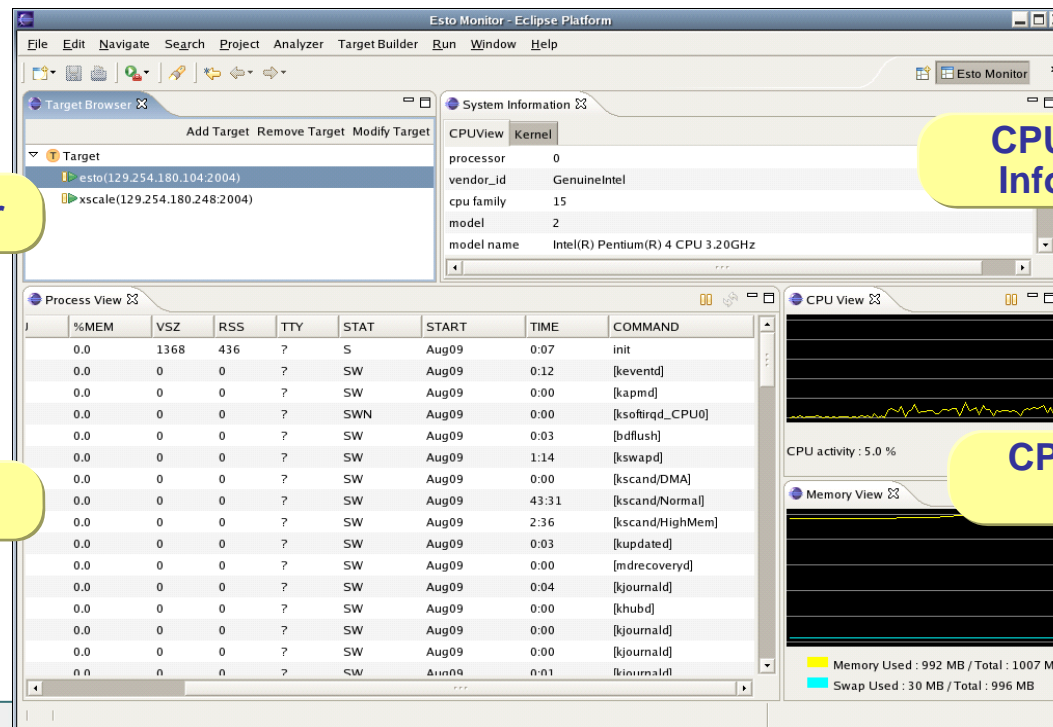 Esto Monitor - Eclipse Platform
File Edit Navigate Search Project Analyzer Target Builder Run Window Help
Esto Monitor
Target Browser
Add Target Remove Target Modify Target
Target
esto(129.254.180.104:2004)
xscale(129.254.180.248:2004)
System Information
CPUView Kernel
processor 0
vendor_id GenuineIntel
cpu family 15
model 2
model name Intel(R) Pentium(R) 4 CPU 3.20GHz
Process View
%MEM VSZ RSS TTY STAT START TIME COMMAND
0.0 1368 436 ? S Aug09 0:07 init
0.0 0 0 ? SW Aug09 0:12 [keventd]
0.0 0 0 ? SW Aug09 0:00 [kapmd]
0.0 0 0 ? SWN Aug09 0:00 [ksoftirqd_CPU0]
0.0 0 0 ? SW Aug09 0:03 [bdflush]
0.0 0 0 ? SW Aug09 1:14 [kswapd]
0.0 0 0 ? SW Aug09 0:00 [kscand/DMA]
0.0 0 0 ? SW Aug09 43:31 [kscand/Normal]
0.0 0 0 ? SW Aug09 2:36 [kscand/HighMem]
0.0 0 0 ? SW Aug09 0:03 [kupdated]
0.0 0 0 ? SW Aug09 0:00 [mdrecoveryd]
0.0 0 0 ? SW Aug09 0:04 [kjournald]
0.0 0 0 ? SW Aug09 0:00 [khubd]
0.0 0 0 ? SW Aug09 0:00 [kjournald]
0.0 0 0 ? SW Aug09 0:00 [kjournald]
0.0 0 0 ? SW Aug09 0:01 [kjournald]
CPU View
CPU activity : 5.0 %
Memory View
Memory Used : 992 MB / Total : 1007 M
Swap Used : 30 MB / Total : 996 MB